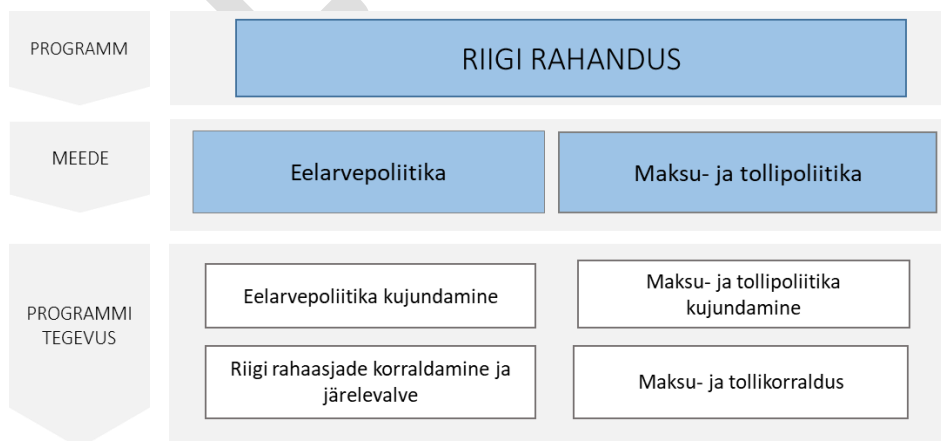 PROGRAMM
RIIGI RAHANDUS
MEEDE
Eelarvepoliitika
Maksu- ja tollipoliitika
PROGRAMMI
TEGEVUS
Eelarvepoliitika kujundamine
Maksu- ja tollipoliitika
kujundamine
Riigi rahaasjade korraldamine ja
järelevalve
Maksu- ja tollikorraldus